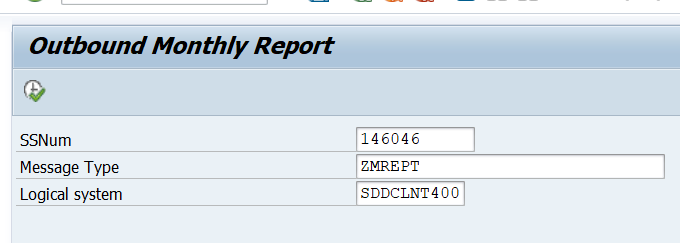 Outbound Monthly Report
SSNum 146046
Message Type ZMREPT
Logical system SDDCLNT400